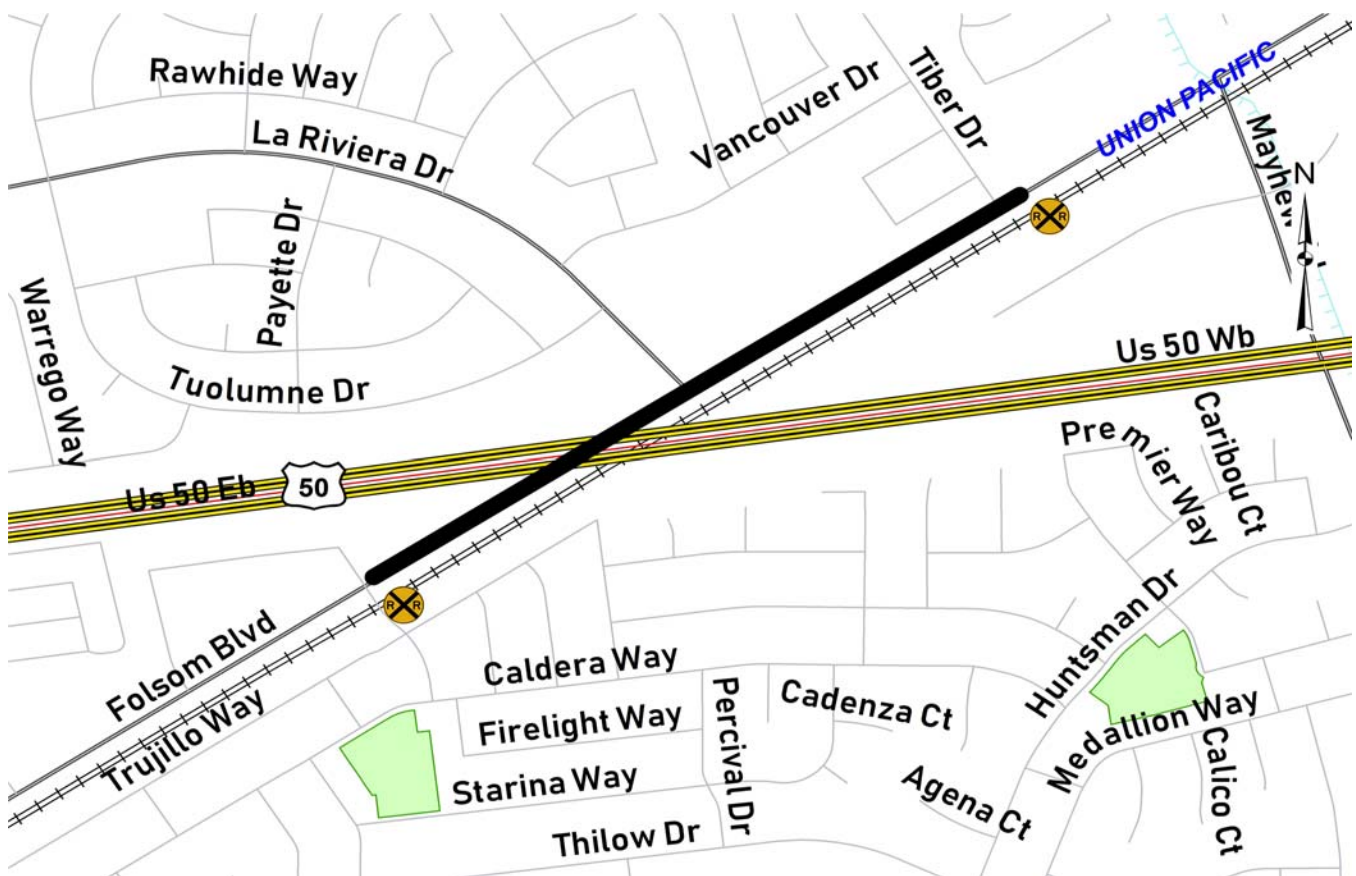 Rawhide Way
La Riviera Dr
Vancouver Dr
Tiber Dr
UNION PACIFIC
Mayhew
N
Payette Dr
Warrego Way
Tuolumne Dr
Us 50 Wb
Us 50 Eb
50
R R
Premier Way
Caribou Ct
R R
Folsom Blvd
Trujillo Way
Caldera Way
Firelight Way
Starina Way
Thilow Dr
Percival Dr
Cadenza Ct
Agena Ct
Huntsman Dr
Medallion Way
Calico Ct